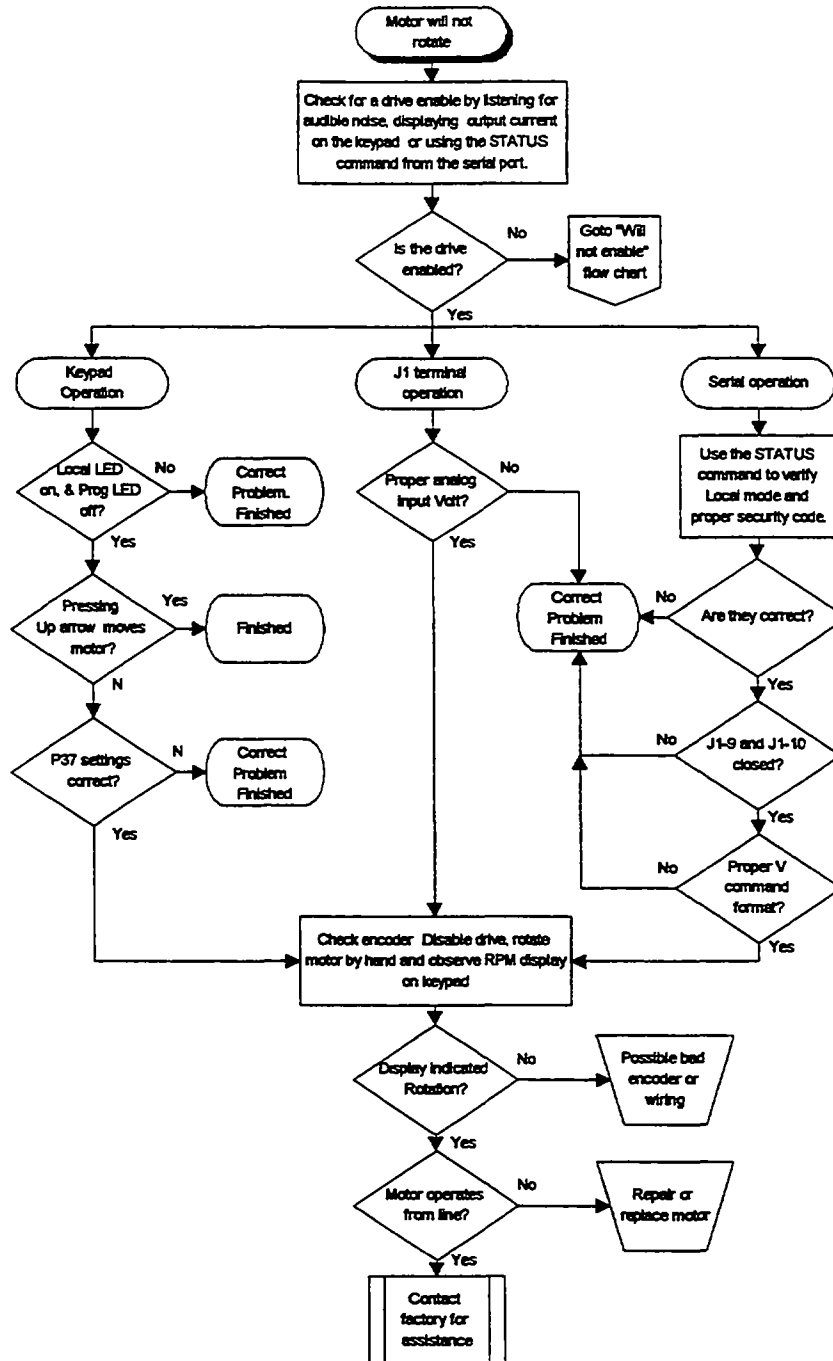 Motor will not
rotate
Check for a drive enable by listening for
audible noise, displaying output current
on the keypad or using the STATUS
command from the serial port.
Is the drive
enabled?
No
Goto "Will
not enable"
flow chart
Yes
Keypad
Operation
J1 terminal
operation
Serial operation
Local LED
on, & Prog LED
off?
No
Correct
Problem.
Finished
Yes
Proper analog
Input Volt?
No
Yes
Use the STATUS
command to verify
Local mode and
proper security code.
Pressing
Up arrow moves
motor?
Yes
Finished
N
Correct
Problem
Finished
No
Are they correct?
Yes
P37 settings
correct?
N
Correct
Problem
Finished
Yes
No
J1-9 and J1-10
closed?
Yes
No
Proper V
command
format?
Yes
Check encoder Disable drive, rotate
motor by hand and observe RPM display
on keypad
Display indicated
Rotation?
No
Possible bad
encoder or
wiring
Yes
Motor operates
from line?
No
Repair or
replace motor
Yes
Contact
factory for
assistance